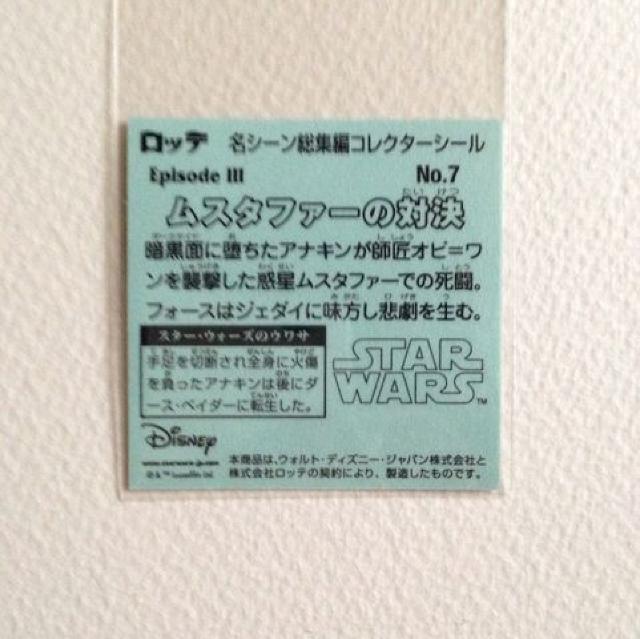 ロッテ 名シーン総集編コレクターシール
Episode III No.7
ムスタファーの対決
暗黒面に堕ちたアナキンが師匠オビ=ワ
ンを襲撃した惑星ムスタファーでの死闘。
フォースはジェダイに味方し悲劇を生む。
スター・ウォーズのウワサ
手足を切断され全身に火傷
を負ったアナキンは後にダ
ース・ベイダーに転生した。
STAR
WARS™
Disney
本商品は、ウォルト・ディズニー・ジャパン株式会社と
株式会社ロッテの契約により、製造したものです。